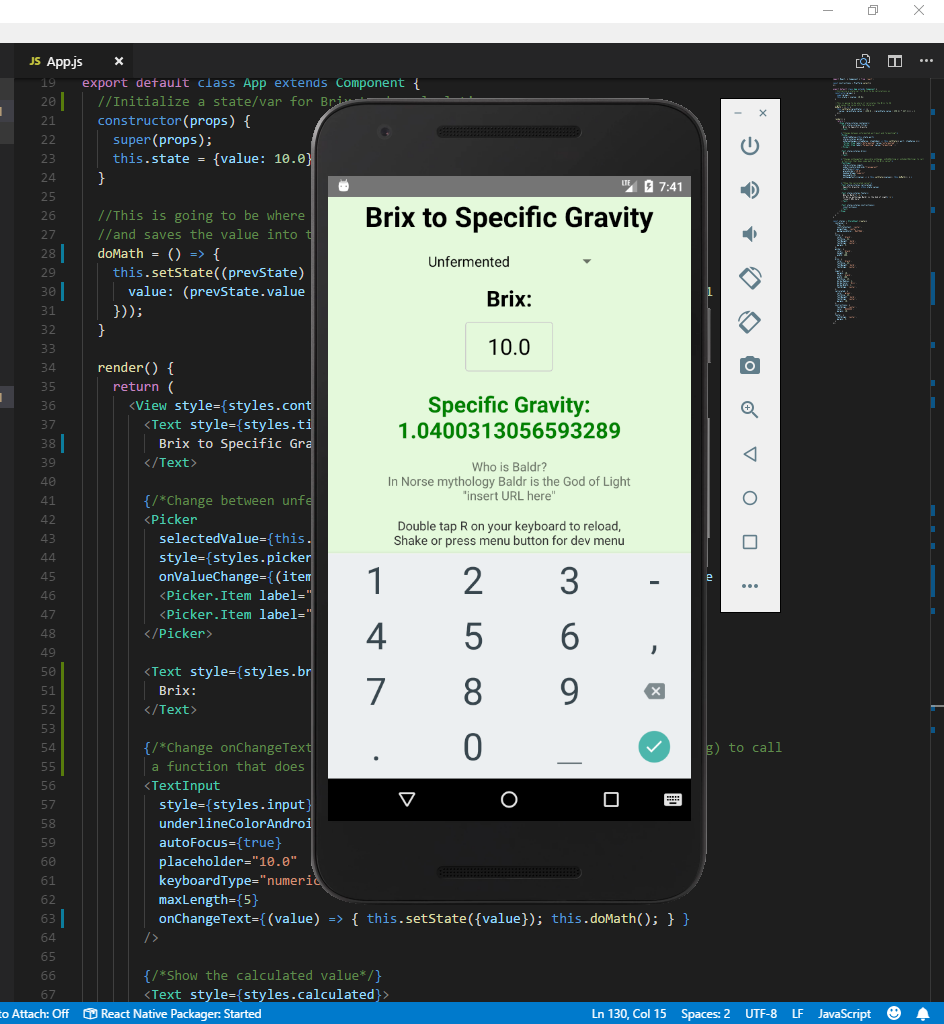 JS App.js
19 export default class App extends Component {
20 //Initialize a state/var for
21 constructor(props) {
22 super(props);
23 this.state = {value: 10.0}
24 }
25
26 //This is going to be where
27 //and saves the value into
28 doMath = () => {
29 this.setState((prevState)
30 value: (prevState.value
31 }));
32 }
33
34 render() {
35 return (
36 <View style={styles.cont
37 <Text style={styles.ti
38 Brix to Specific Gra
39 </Text>
40
41 {/*Change between unfe
42 <Picker
43 selectedValue={this.
44 style={styles.picker
45 onValueChange={(item
46 <Picker.Item label="
47 <Picker.Item label="
48 </Picker>
49
50 <Text style={styles.br
51 Brix:
52 </Text>
53
54 {/*Change onChangeText g) to call
55 a function that does
56 <TextInput
57 style={styles.input}
58 underlineColorAndroi
59 autoFocus={true}
60 placeholder="10.0"
61 keyboardType="numeric
62 maxLength={5}
63 onChangeText={(value) => { this.setState({value}); this.doMath(); } }
64 />
65
66 {/*Show the calculated value*/}
67 <Text style={styles.calculated}>
LTE 7:41
Brix to Specific Gravity
Unfermented
Brix:
10.0
Specific Gravity:
1.0400313056593289
Who is Baldr?
In Norse mythology Baldr is the God of Light
"insert URL here"
Double tap R on your keyboard to reload,
Shake or press menu button for dev menu
1 2 3 -
4 5 6 ,
7 8 9
. 0 _
to Attach: Off React Native Packager: Started Ln 130, Col 15 Spaces: 2 UTF-8 LF JavaScript